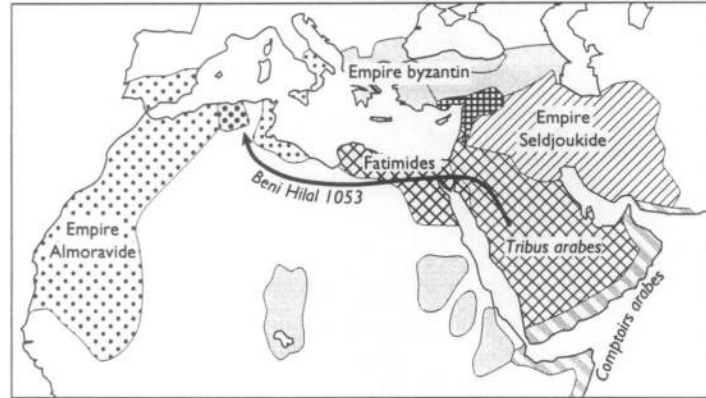 Empire byzantin
Empire
Seldjoukide
Fatimides
Beni Hilal 1053
Empire
Almoravide
Tribus arabes
Comptoirs arabes